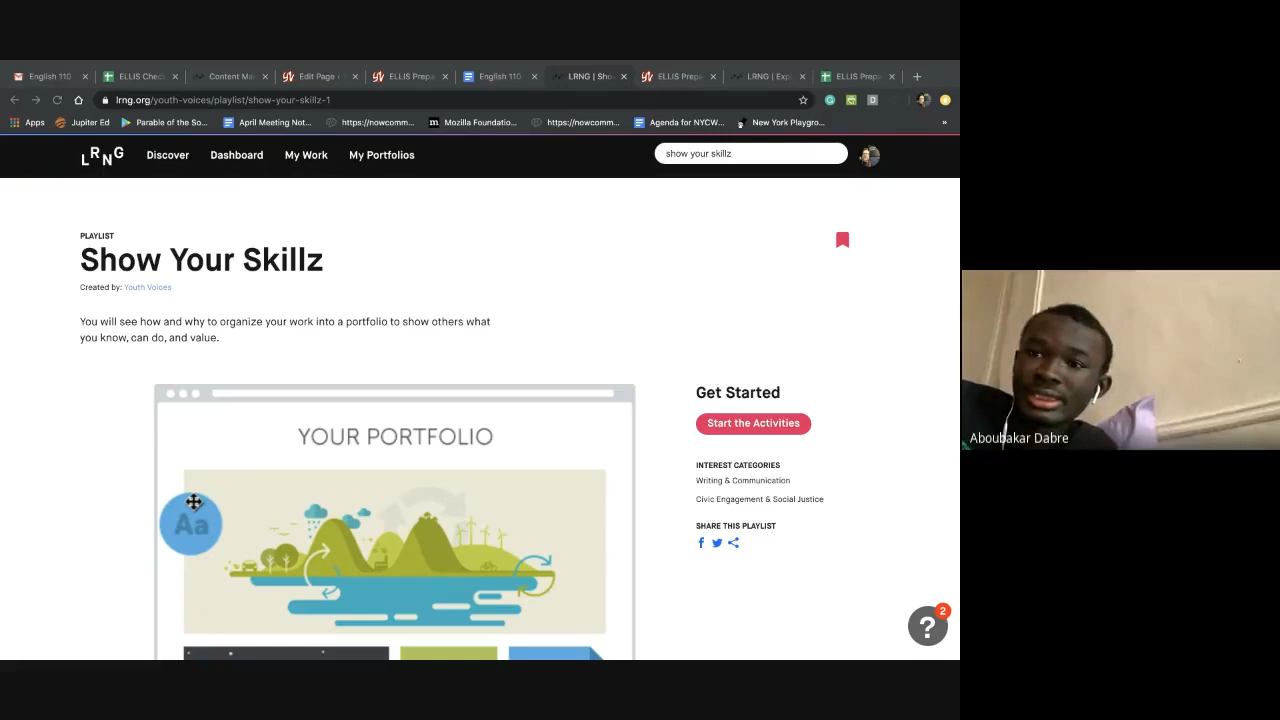 English 110
ELLIS Chec
Content Ma
Edit Page
ELLIS Prepa
English 110
LRNG | Sho
ELLIS Prepa
LRNG | Exp
ELLIS Prepa
lrng.org/youth-voices/playlist/show-your-skillz-1
Apps
Jupiter Ed
Parable of the So...
April Meeting Not...
https://nowcomm...
Mozilla Foundatio...
https://nowcomm...
Agenda for NYCW...
New York Playgro...
»
LRNG
Discover
Dashboard
My Work
My Portfolios
show your skillz
PLAYLIST
Show Your Skillz
Created by: Youth Voices
You will see how and why to organize your work into a portfolio to show others what
you know, can do, and value.
YOUR PORTFOLIO
Aa
Get Started
Start the Activities
INTEREST CATEGORIES
Writing & Communication
Civic Engagement & Social Justice
SHARE THIS PLAYLIST
?
2
Aboubakar Dabre